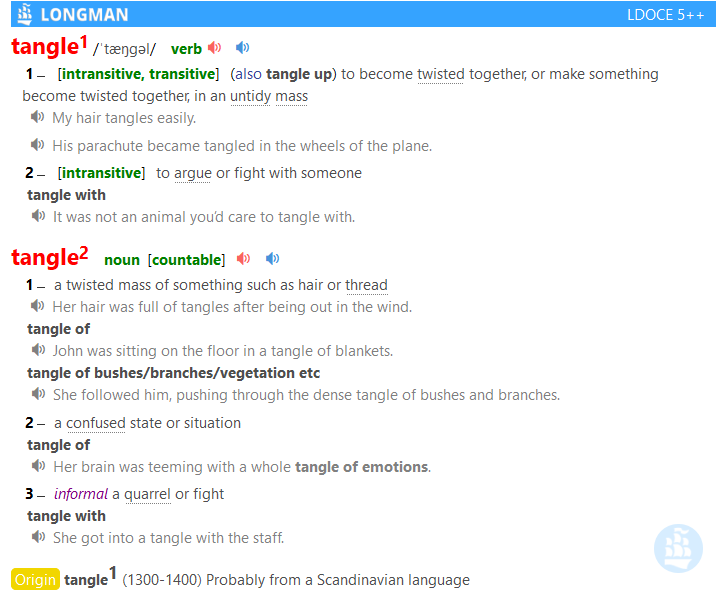 LONGMAN LDOCE 5++
tangle1 /ˈtæŋɡəl/ verb
1 – [intransitive, transitive] (also tangle up) to become twisted together, or make something
become twisted together, in an untidy mass
My hair tangles easily.
His parachute became tangled in the wheels of the plane.
2 – [intransitive] to argue or fight with someone
tangle with
It was not an animal you’d care to tangle with.
tangle2 noun [countable]
1 – a twisted mass of something such as hair or thread
Her hair was full of tangles after being out in the wind.
tangle of
John was sitting on the floor in a tangle of blankets.
tangle of bushes/branches/vegetation etc
She followed him, pushing through the dense tangle of bushes and branches.
2 – a confused state or situation
tangle of
Her brain was teeming with a whole tangle of emotions.
3 – informal a quarrel or fight
tangle with
She got into a tangle with the staff.
Origin tangle1 (1300-1400) Probably from a Scandinavian language